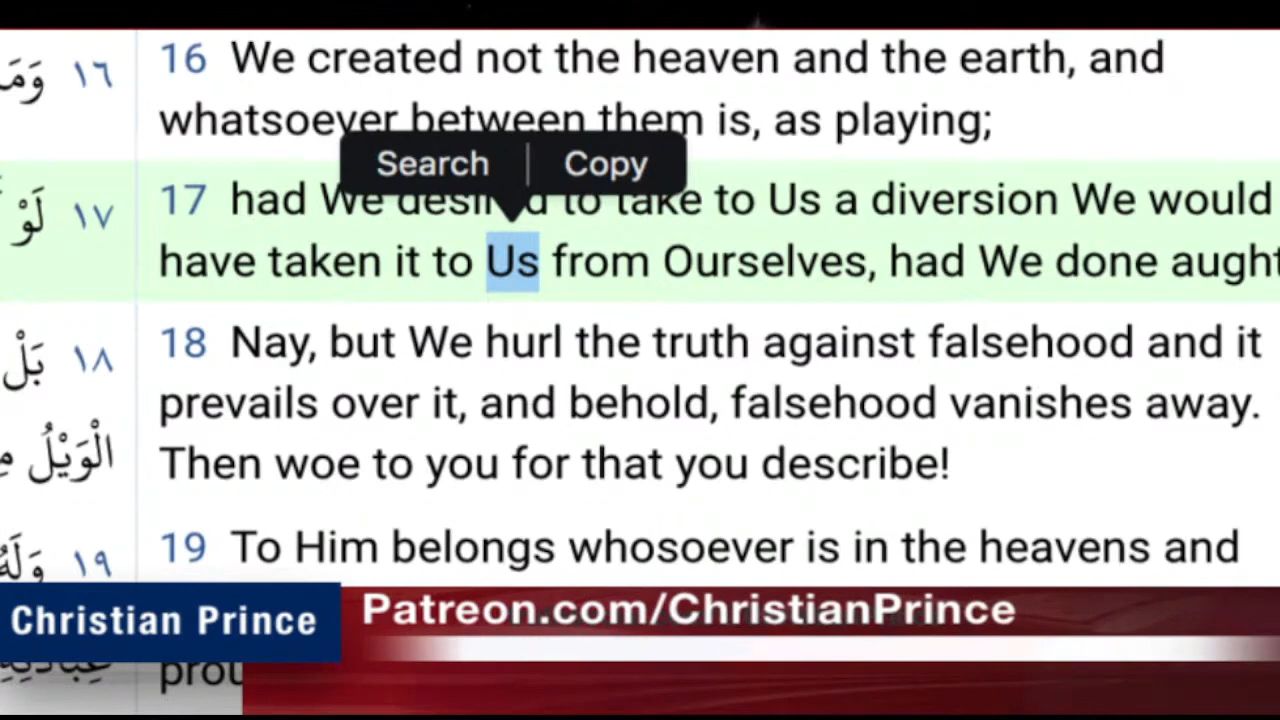 ١٦ وَمَ
16 We created not the heaven and the earth, and
whatsoever between them is, as playing;
Search | Copy
١٧ لَوْ
17 had We desired to take to Us a diversion We would
have taken it to Us from Ourselves, had We done aught
١٨ بَلْ
18 Nay, but We hurl the truth against falsehood and it
prevails over it, and behold, falsehood vanishes away.
الْوَيْلُ
Then woe to you for that you describe!
١٩ وَلَهُ
19 To Him belongs whosoever is in the heavens and
Christian Prince
Patreon.com/ChristianPrince